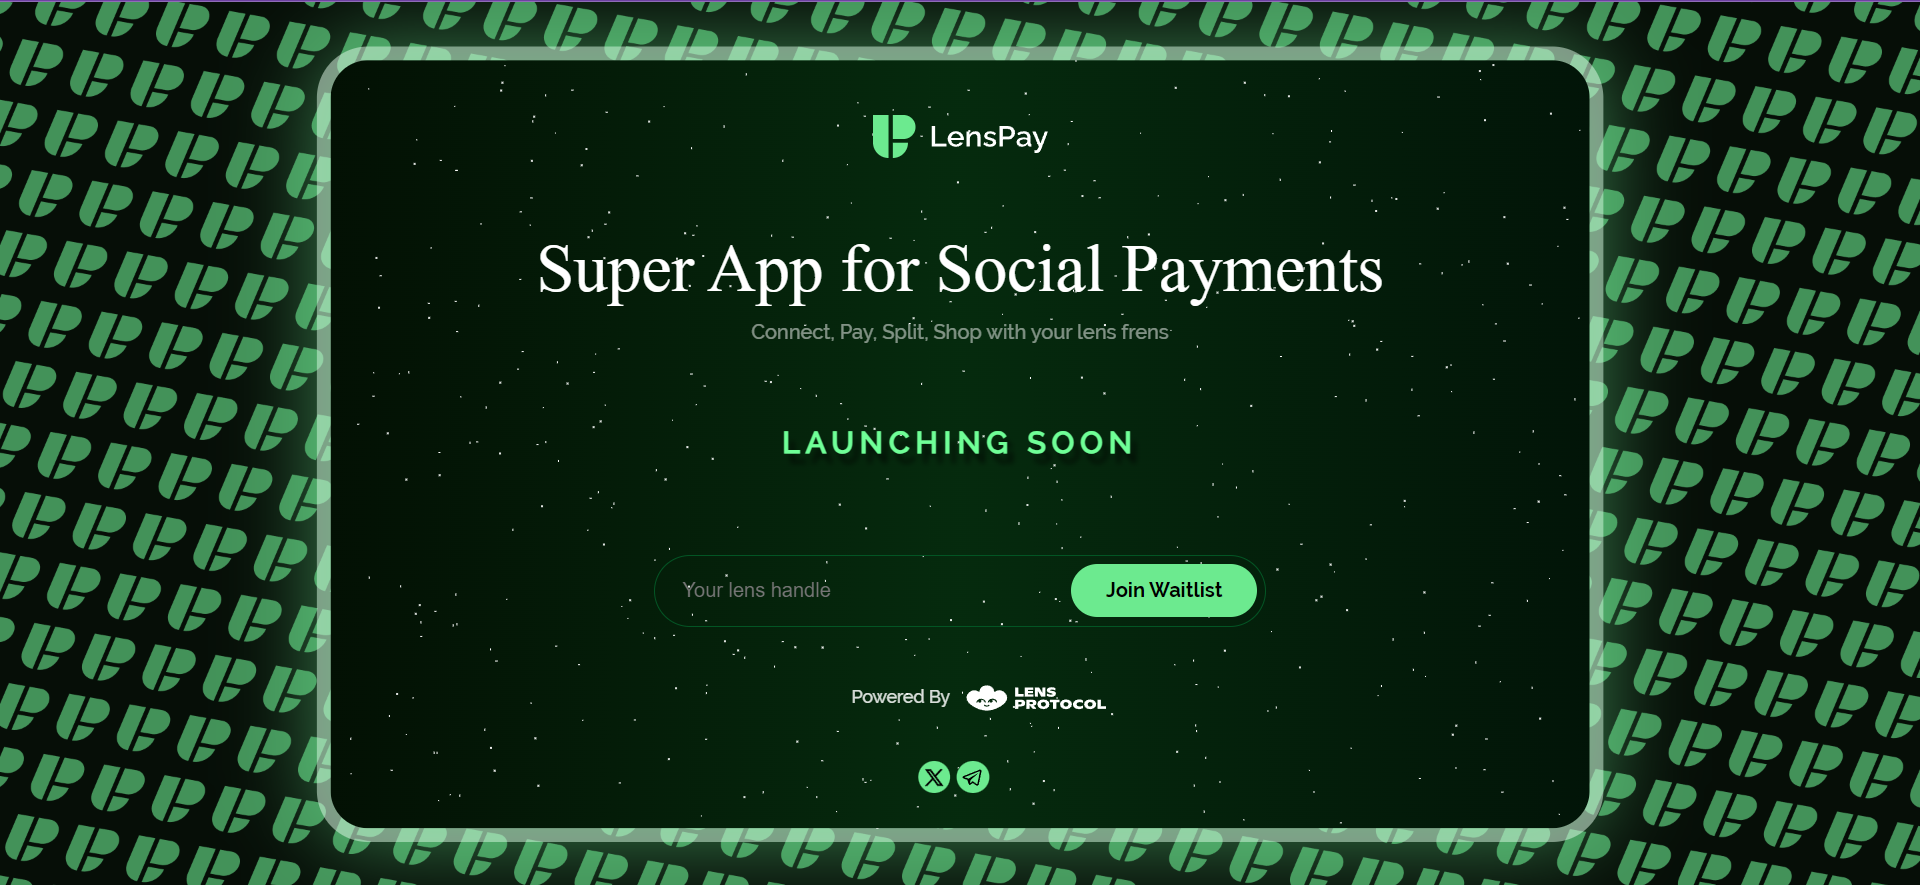 LensPay
Super App for Social Payments
Connect, Pay, Split, Shop with your lens frens
LAUNCHING SOON
Your lens handle
Join Waitlist
Powered By
LENS
PROTOCOL